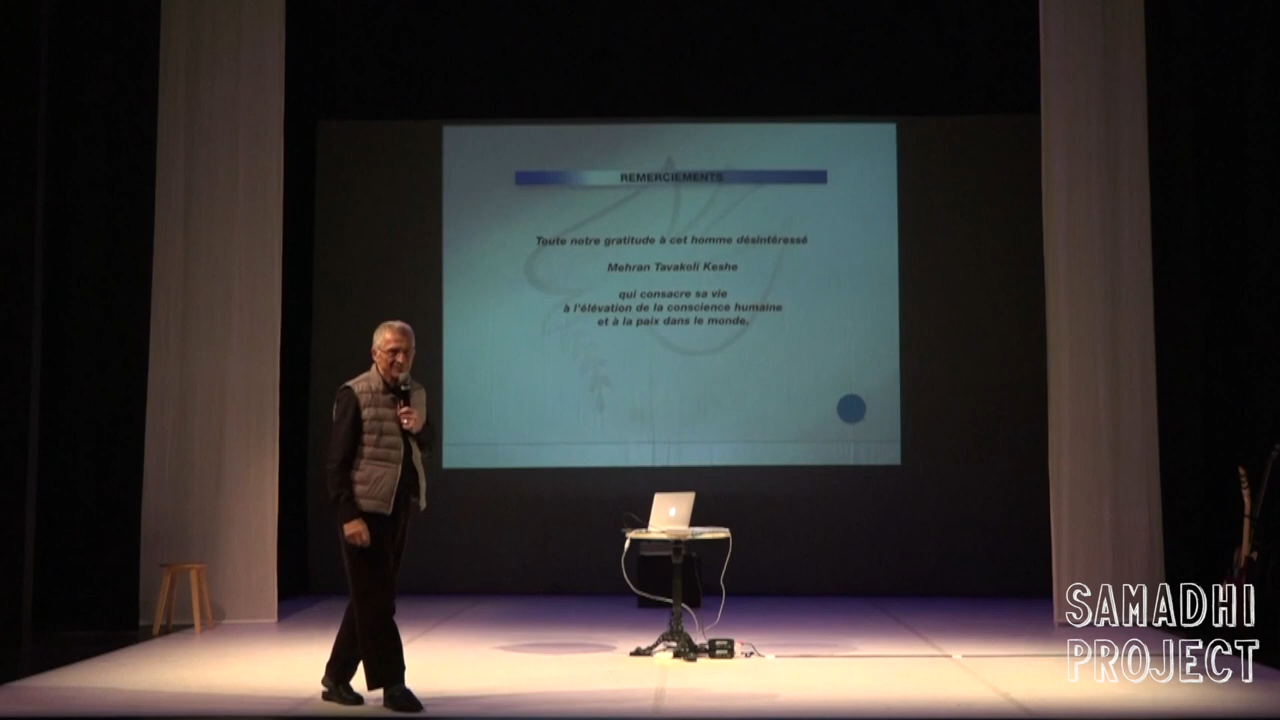 REMERCIEMENTS
Toute notre gratitude à cet homme désintéressé
Mehran Tavakoli Keshe
qui consacre sa vie
à l'élévation de la conscience humaine
et à la paix dans le monde.
SAMADHI
PROJECT